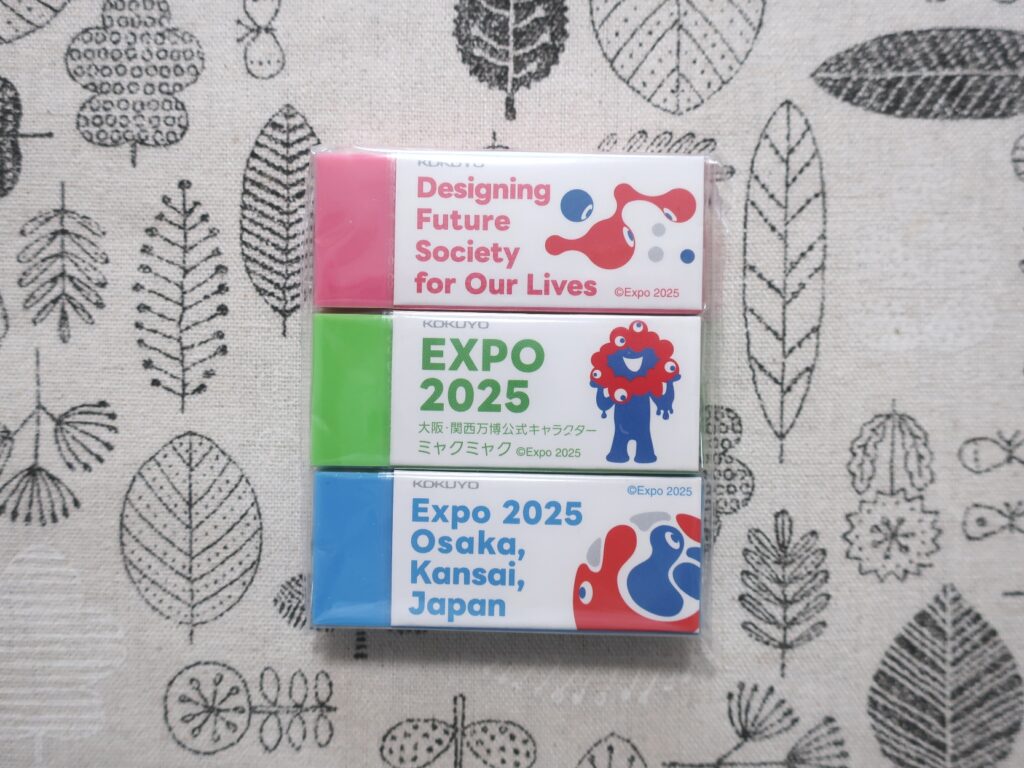 KOKUYO
Designing
Future
Society
for Our Lives
©Expo 2025
KOKUYO
EXPO
2025
大阪・関西万博公式キャラクター
ミャクミャク ©Expo 2025
KOKUYO
©Expo 2025
Expo 2025
Osaka,
Kansai,
Japan